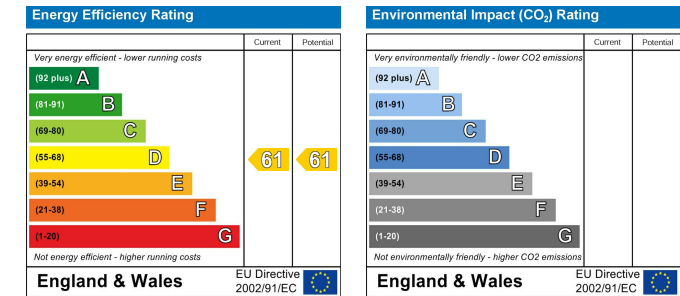 Energy Efficiency Rating
Current Potential
Very energy efficient - lower running costs
(92 plus) A
(81-91) B
(69-80) C
(55-68) D 61 61
(39-54) E
(21-38) F
(1-20) G
Not energy efficient - higher running costs
England & Wales
EU Directive
2002/91/EC
Environmental Impact (CO₂) Rating
Current Potential
Very environmentally friendly - lower CO2 emissions
(92 plus) A
(81-91) B
(69-80) C
(55-68) D
(39-54) E
(21-38) F
(1-20) G
Not environmentally friendly - higher CO2 emissions
England & Wales
EU Directive
2002/91/EC